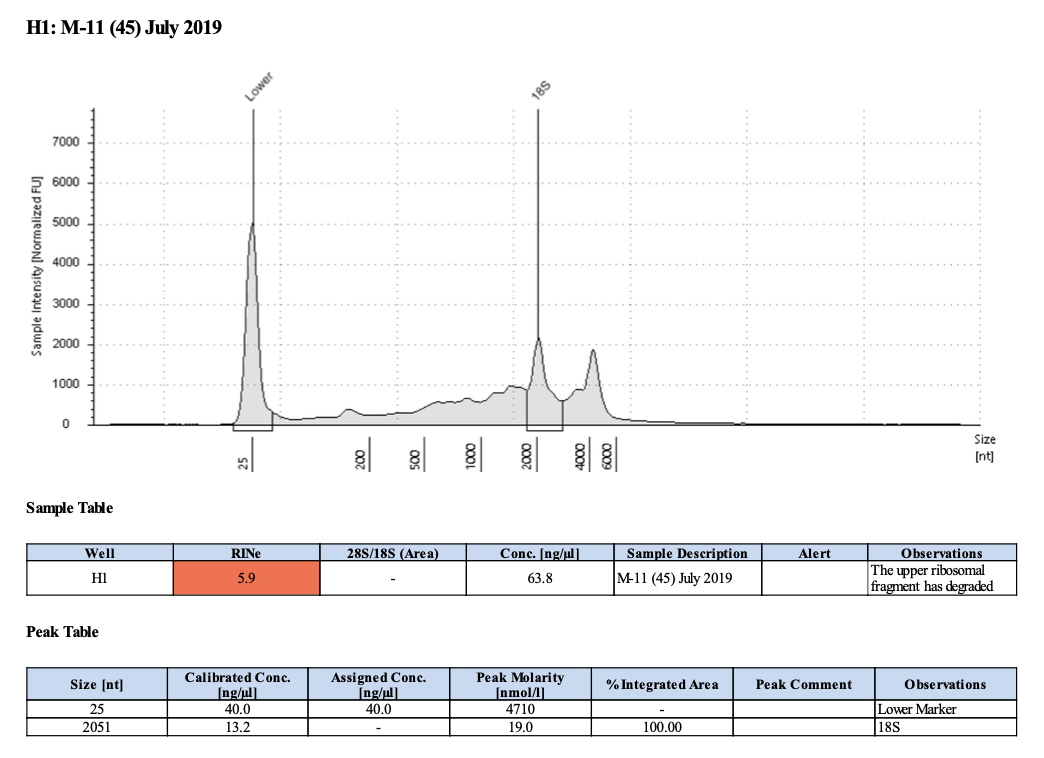 H1: M-11 (45) July 2019
Lower
18S
Sample Intensity [Normalized FU]
7000
6000
5000
4000
3000
2000
1000
0
25
200
500
1000
2000
4000
6000
Size
[nt]
Sample Table
Well RINe 28S/18S (Area) Conc. [ng/µl] Sample Description Alert Observations
H1 5.9 - 63.8 M-11 (45) July 2019 The upper ribosomal
fragment has degraded
Peak Table
Size [nt] Calibrated Conc. [ng/µl] Assigned Conc. [ng/µl] Peak Molarity [nmol/l] % Integrated Area Peak Comment Observations
25 40.0 40.0 4710 - Lower Marker
2051 13.2 - 19.0 100.00 18S